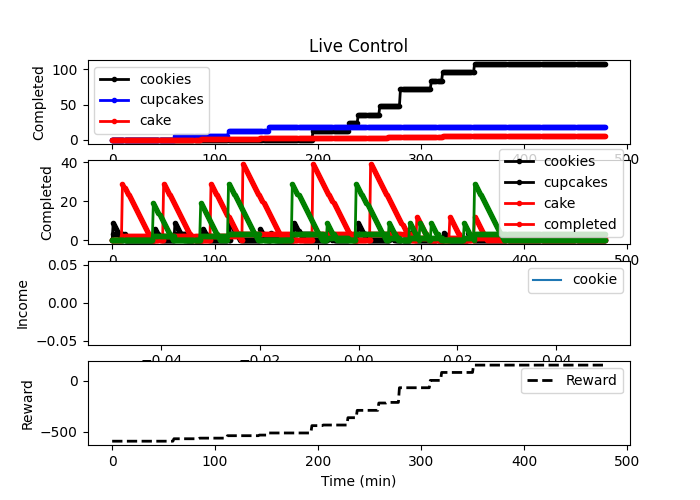 Live Control
Completed
100
50
0
cookies
cupcakes
cake
0
100
200
300
400
500
Completed
40
20
0
cookies
cupcakes
cake
completed
0
100
200
300
400
500
Income
0.05
0.00
−0.05
cookie
−0.04
−0.02
0.00
0.02
0.04
Reward
0
−500
Reward
0
100
200
300
400
500
Time (min)